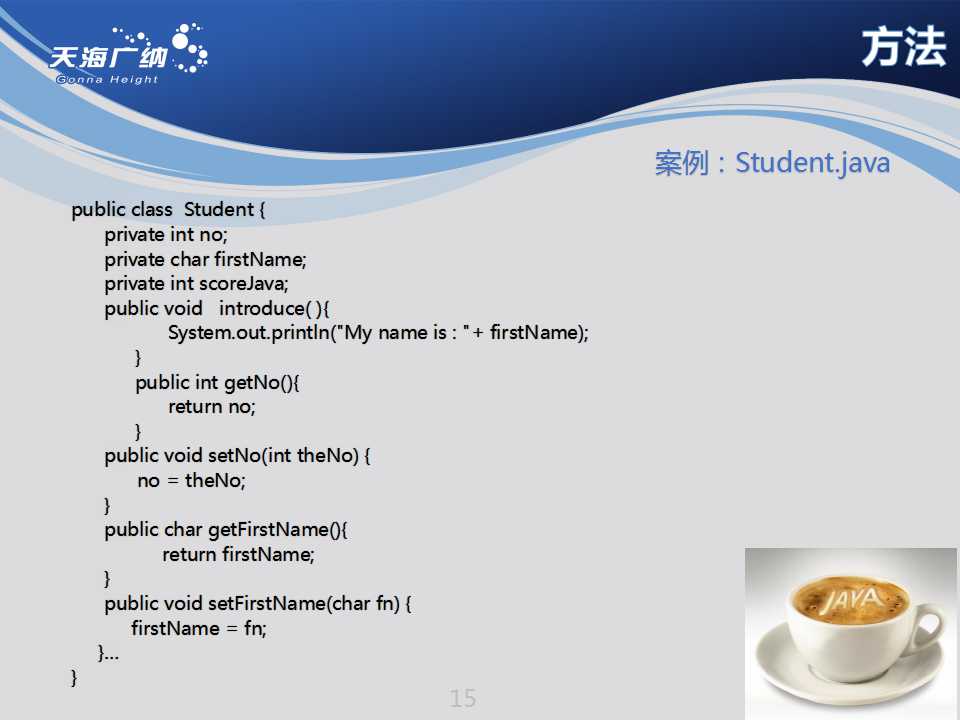 天海广纳
Gonna Height
方法
案例：Student.java
public class  Student {
private int no;
private char firstName;
private int scoreJava;
public void   introduce( ){
System.out.println("My name is : "+ firstName);
}
public int getNo(){
return no;
}
public void setNo(int theNo) {
no = theNo;
}
public char getFirstName(){
return firstName;
}
public void setFirstName(char fn) {
firstName = fn;
}...
}
JAVA
15